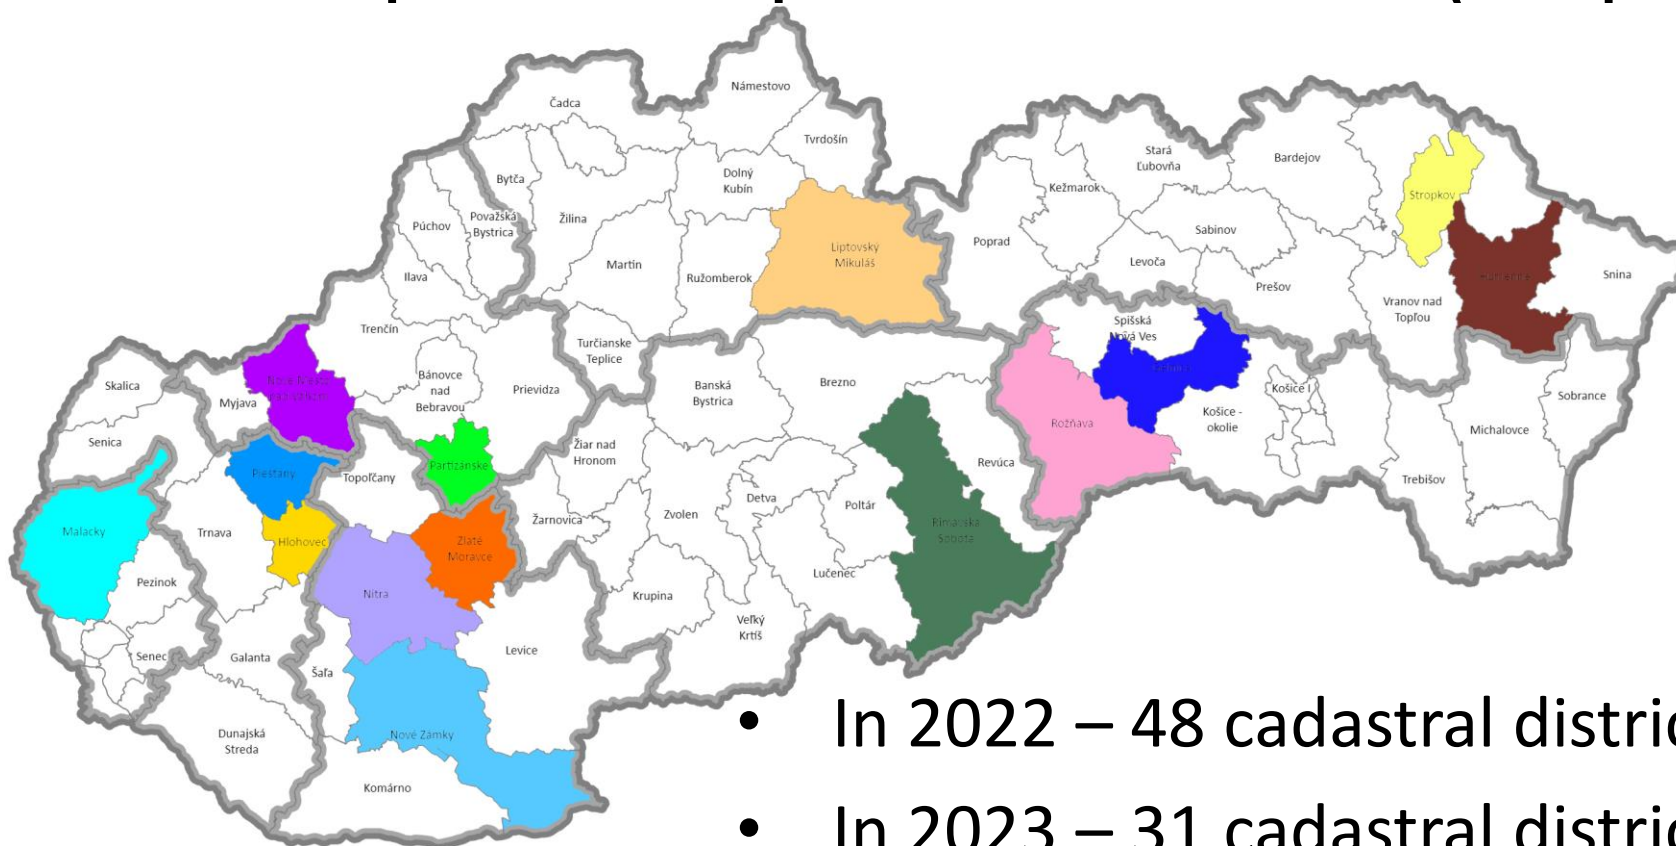 Námestovo
Čadca
Tvrdošín
Stará
Ľubovňa
Bardejov
Bytča
Dolný
Kubín
Kežmarok
Stropkov
Púchov
Považská
Bystrica
Žilina
Sabinov
Poprad
Liptovský
Mikuláš
Martin
Levoča
Ilava
Ružomberok
Prešov
Snina
Vranov nad
Topľou
Trenčín
Spišská
Nová Ves
Turčianske
Teplice
Skalica
Bánovce
nad
Bebravou
Prievidza
Banská
Bystrica
Brezno
Košice I
Sobrance
Myjava
Košice -
okolie
Rožňava
Michalovce
Senica
Žiar nad
Hronom
Partizánske
Piešťany
Topoľčany
Revúca
Trebišov
Detva
Poltár
Malacky
Trnava
Žarnovica
Zvolen
Rimavská
Sobota
Hlohovec
Zlaté
Moravce
Pezinok
Lučenec
Nitra
Krupina
Veľký
Krtíš
Senec
Galanta
Levice
Šaľa
Dunajská
Streda
Nové Zámky
Komárno
• In 2022 – 48 cadastral distric
• In 2023 – 31 cadastral distric